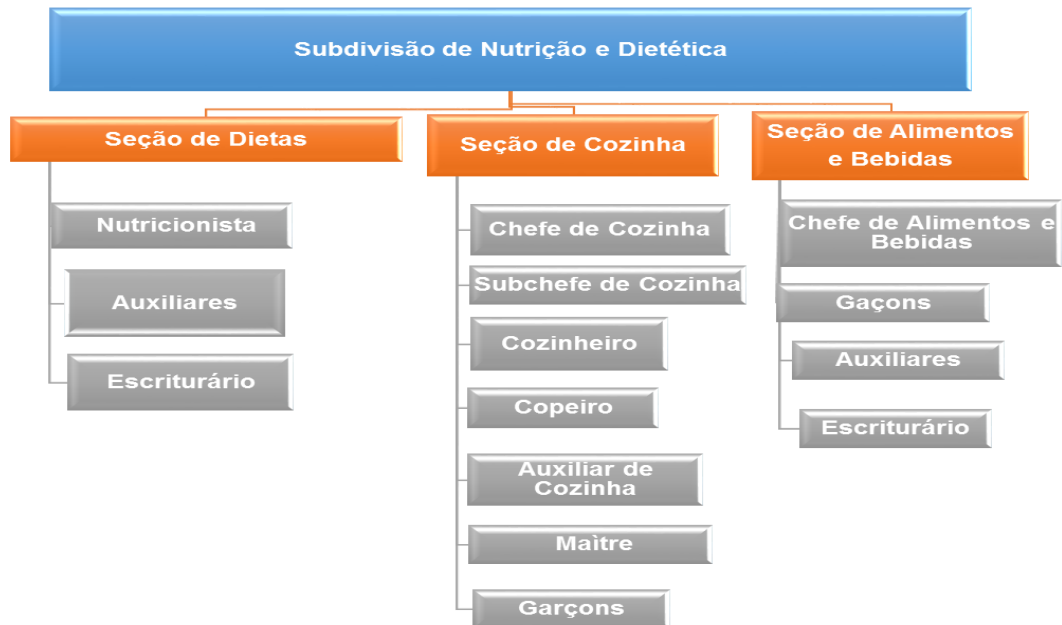 Subdivisão de Nutrição e Dietética
Seção de Dietas
Nutricionista
Auxiliares
Escriturário
Seção de Cozinha
Chefe de Cozinha
Subchefe de Cozinha
Cozinheiro
Copeiro
Auxiliar de
Cozinha
Maìtre
Garçons
Seção de Alimentos
e Bebidas
Chefe de Alimentos e
Bebidas
Gaçons
Auxiliares
Escriturário